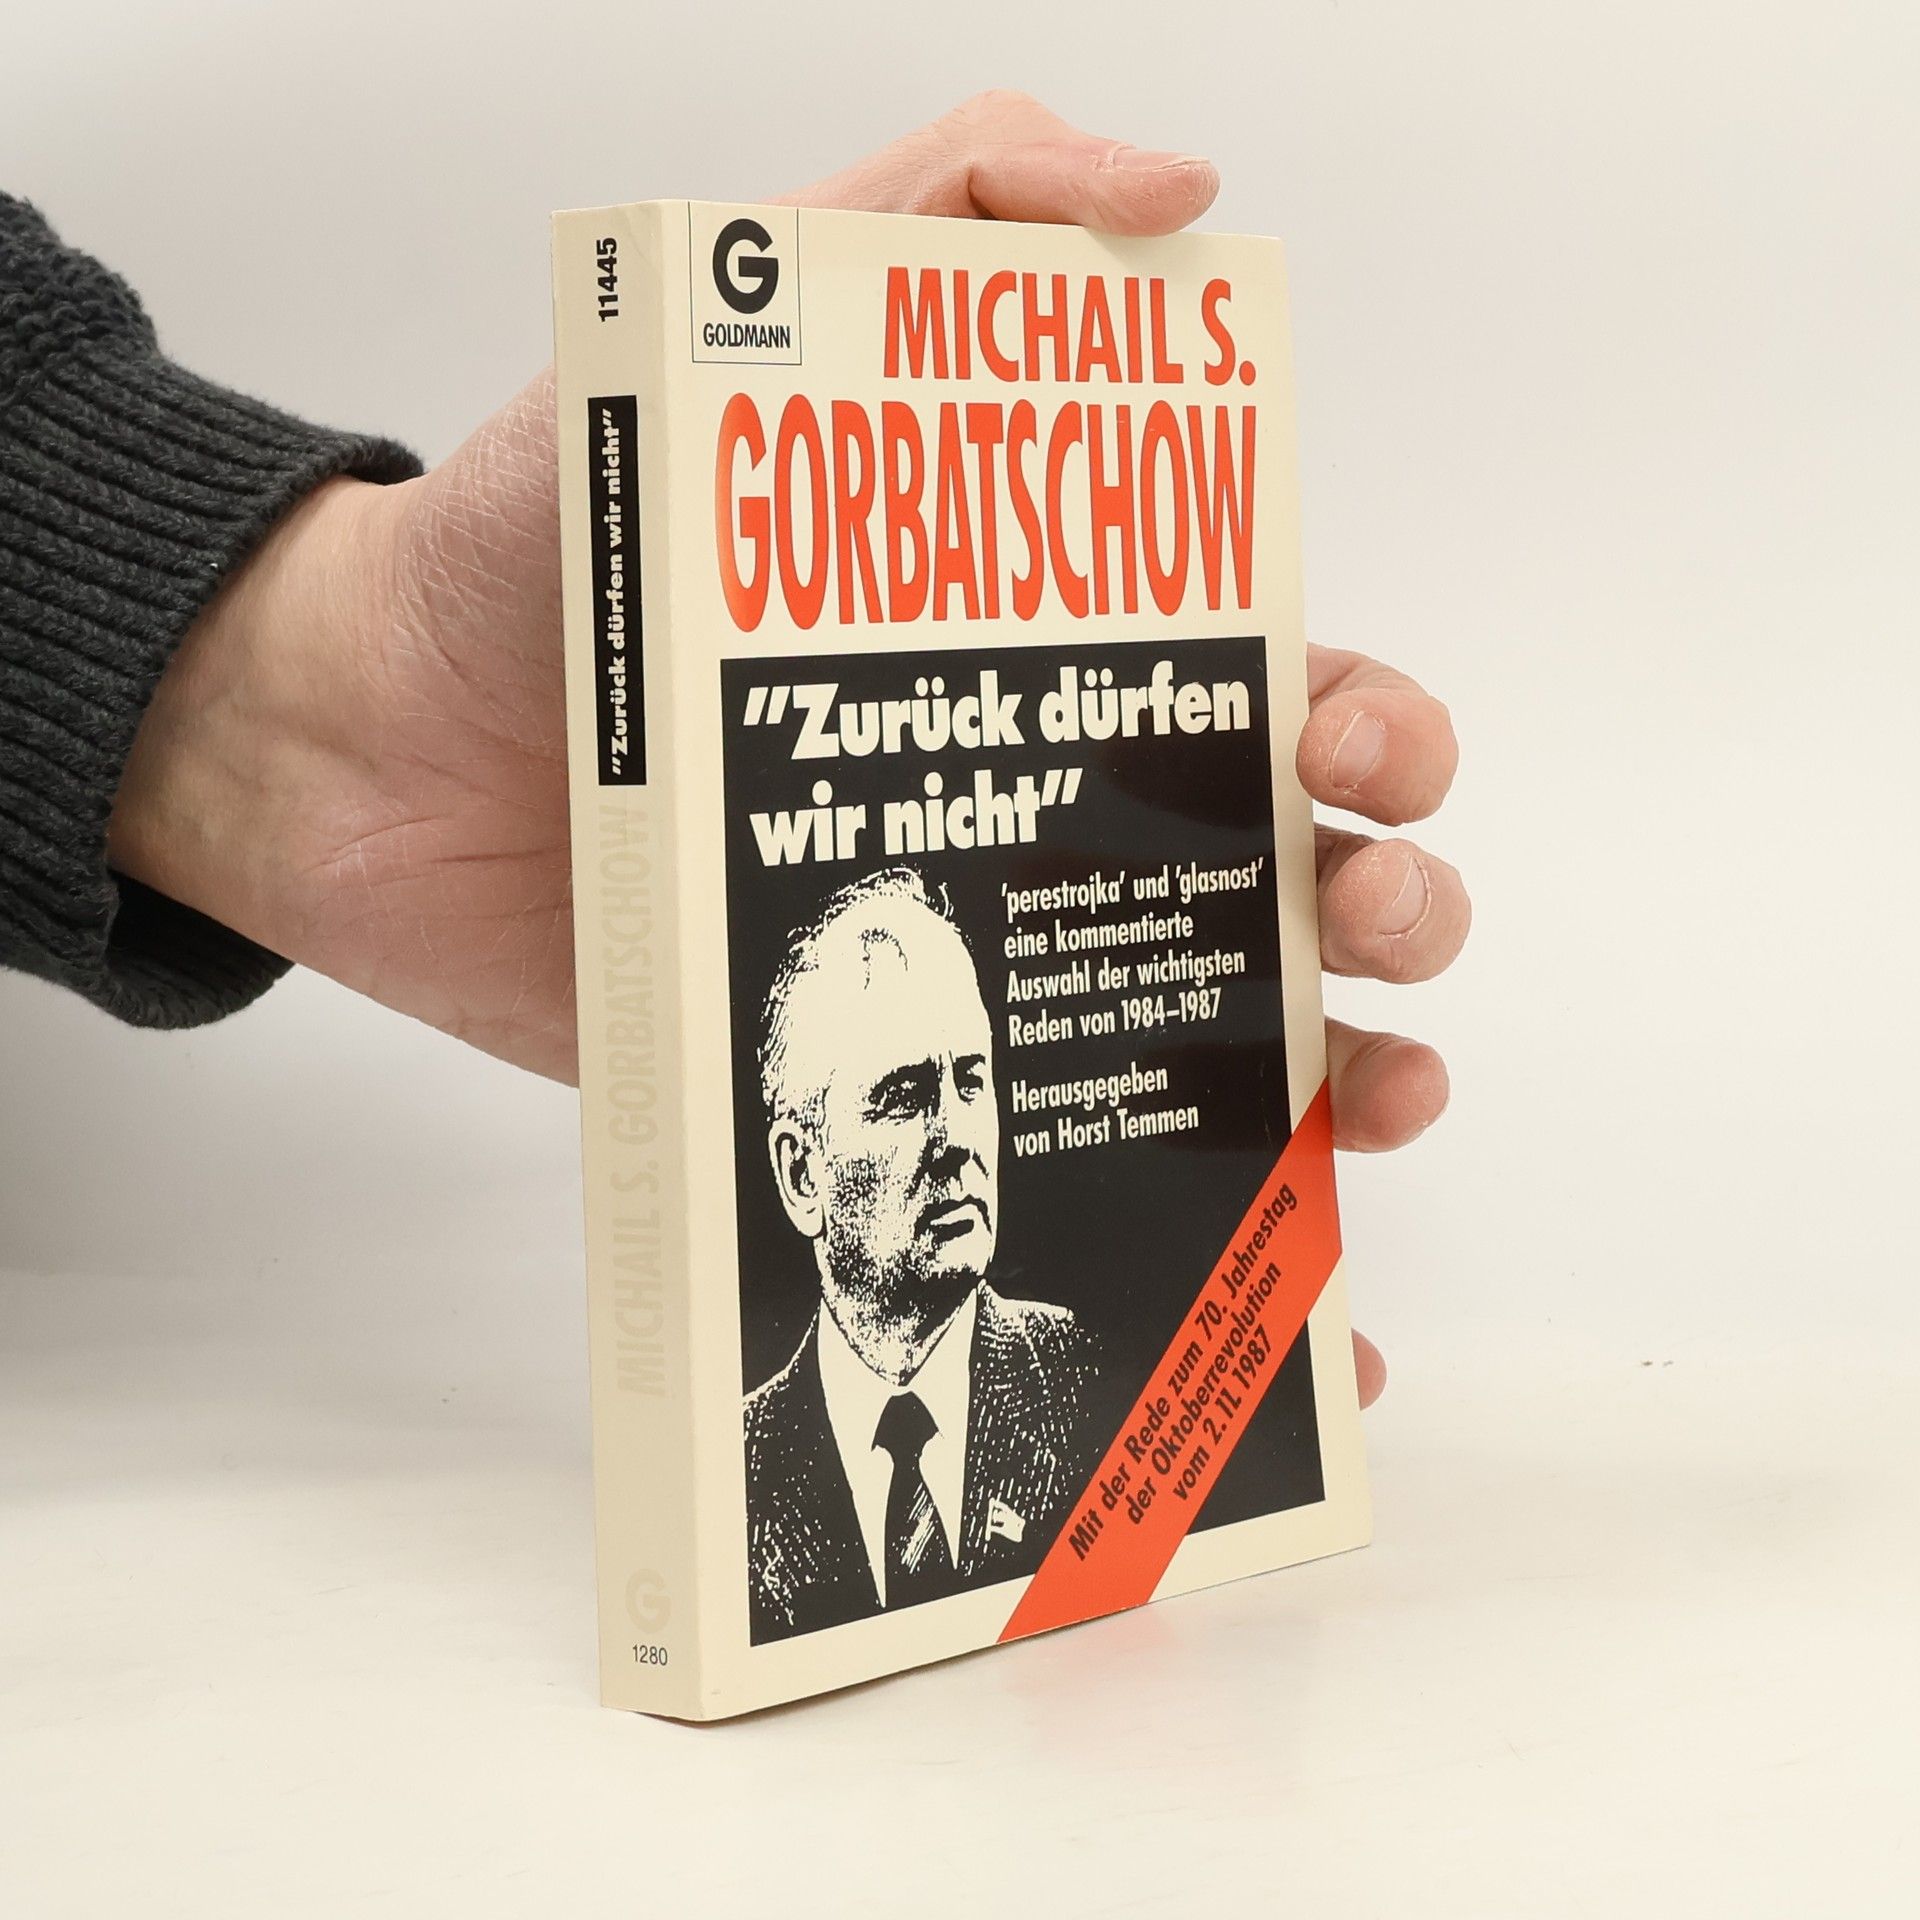 11445
"Zurück dürfen wir nicht"
MICHAIL S. GORBATSCHOW
1280
G
GOLDMANN
MICHAIL S.
GORBATSCHOW
"Zurück dürfen
wir nicht"
'perestrojka' und 'glasnost'
eine kommentierte
Auswahl der wichtigsten
Reden von 1984–1987
Herausgegeben
von Horst Temmen
Mit der Rede zum 70. Jahrestag
der Oktoberrevolution
vom 2. 11. 1987